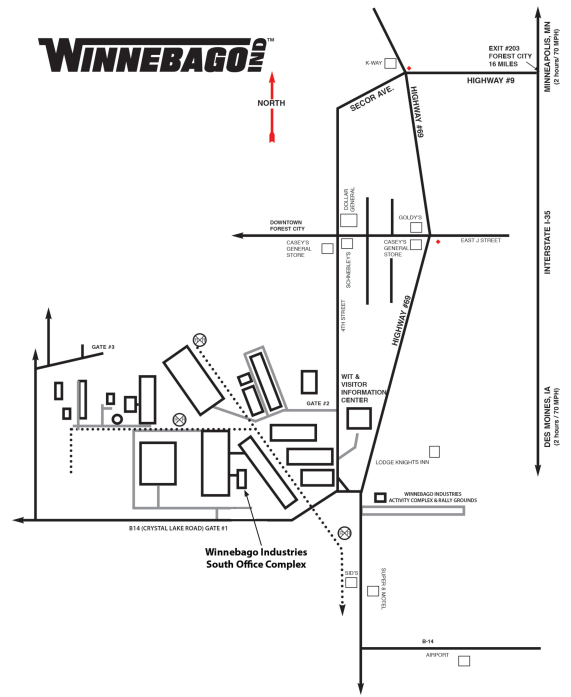 WINNEBAGO IND™
NORTH
K-WAY
EXIT #203
FOREST CITY
16 MILES
HIGHWAY #9
MINNEAPOLIS, MN
(2 hours/ 70 MPH)
SECOR AVE.
HIGHWAY #69
DOLLAR
GENERAL
GOLDY'S
DOWNTOWN
FOREST CITY
EAST J STREET
CASEY'S
GENERAL
STORE
SCHNEBLEY'S
CASEY'S
GENERAL
STORE
INTERSTATE I-35
4TH STREET
HIGHWAY #69
GATE #3
WIT &
VISITOR
INFORMATION
CENTER
GATE #2
DES MOINES, IA
(2 hours / 70 MPH)
LODGE KNIGHTS INN
WINNEBAGO INDUSTRIES
ACTIVITY COMPLEX & RALLY GROUNDS
B14 (CRYSTAL LAKE ROAD) GATE #1
Winnebago Industries
South Office Complex
SID'S
SUPER 8 MOTEL
B-14
AIRPORT